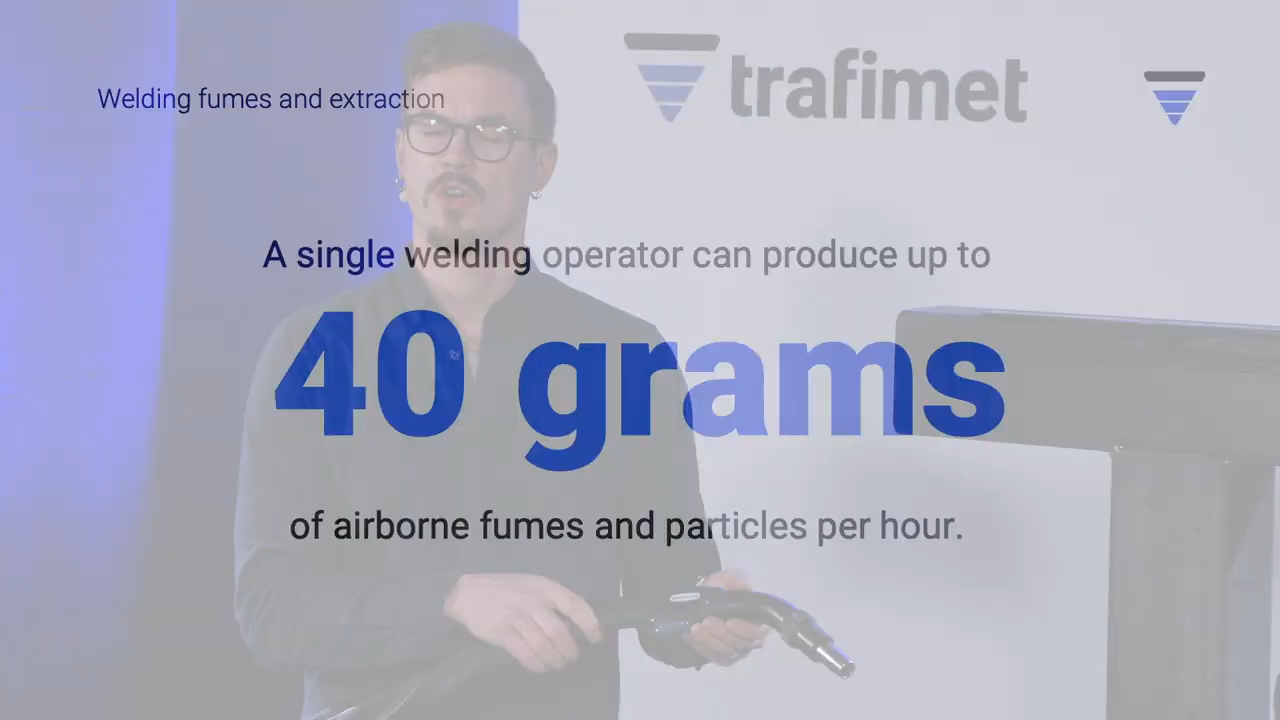 trafimet
Welding fumes and extraction
A single welding operator can produce up to
40 grams
of airborne fumes and particles per hour.